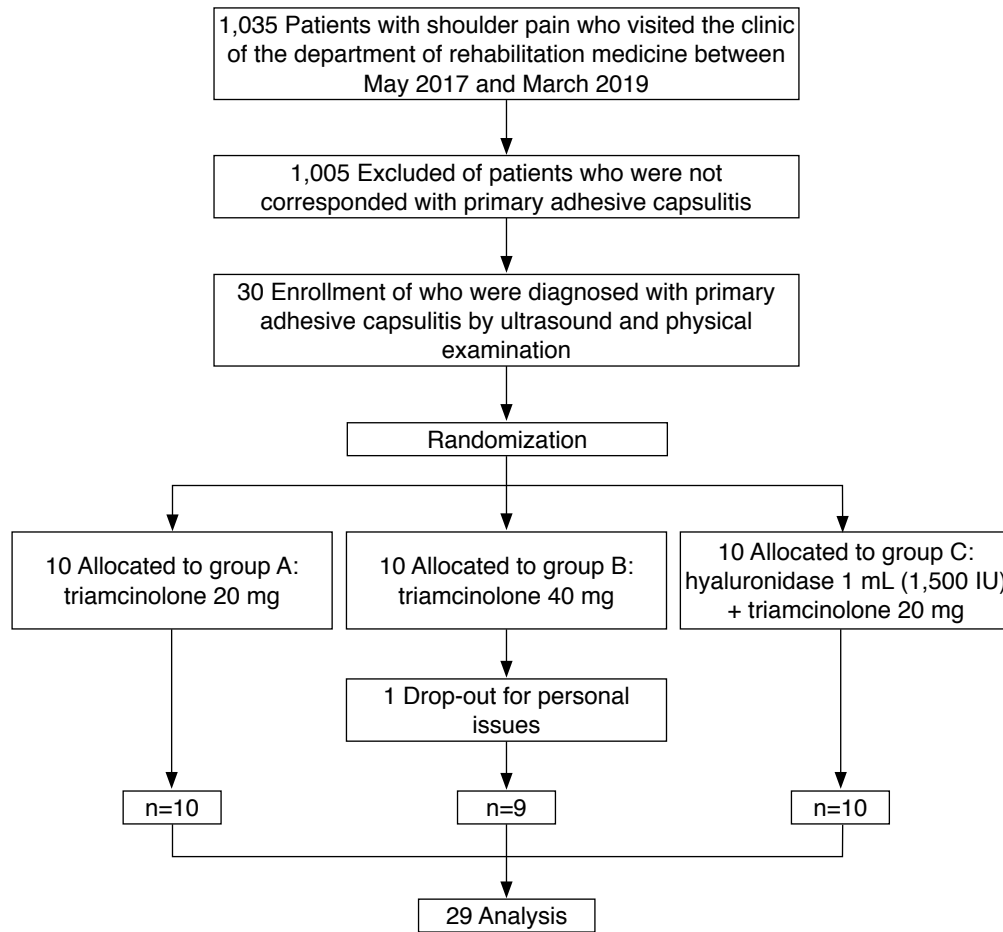 1,035 Patients with shoulder pain who visited the clinic
of the department of rehabilitation medicine between
May 2017 and March 2019
1,005 Excluded of patients who were not
corresponded with primary adhesive capsulitis
30 Enrollment of who were diagnosed with primary
adhesive capsulitis by ultrasound and physical
examination
Randomization
10 Allocated to group A:
triamcinolone 20 mg
10 Allocated to group B:
triamcinolone 40 mg
10 Allocated to group C:
hyaluronidase 1 mL (1,500 IU)
+ triamcinolone 20 mg
1 Drop-out for personal
issues
n=10
n=9
n=10
29 Analysis